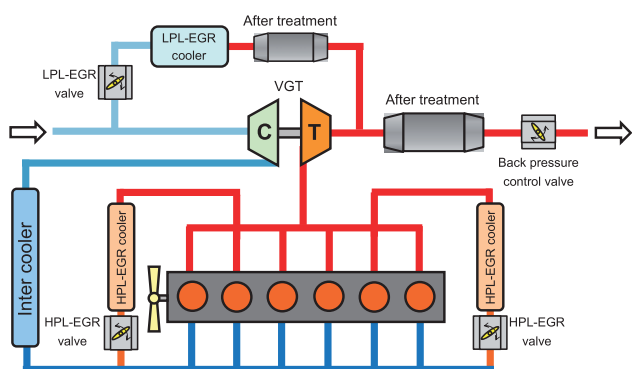 After treatment
LPL-EGR
cooler
LPL-EGR
valve
VGT
After treatment
C
T
Back pressure
control valve
Inter cooler
HPL-EGR cooler
HPL-EGR cooler
HPL-EGR
valve
HPL-EGR
valve